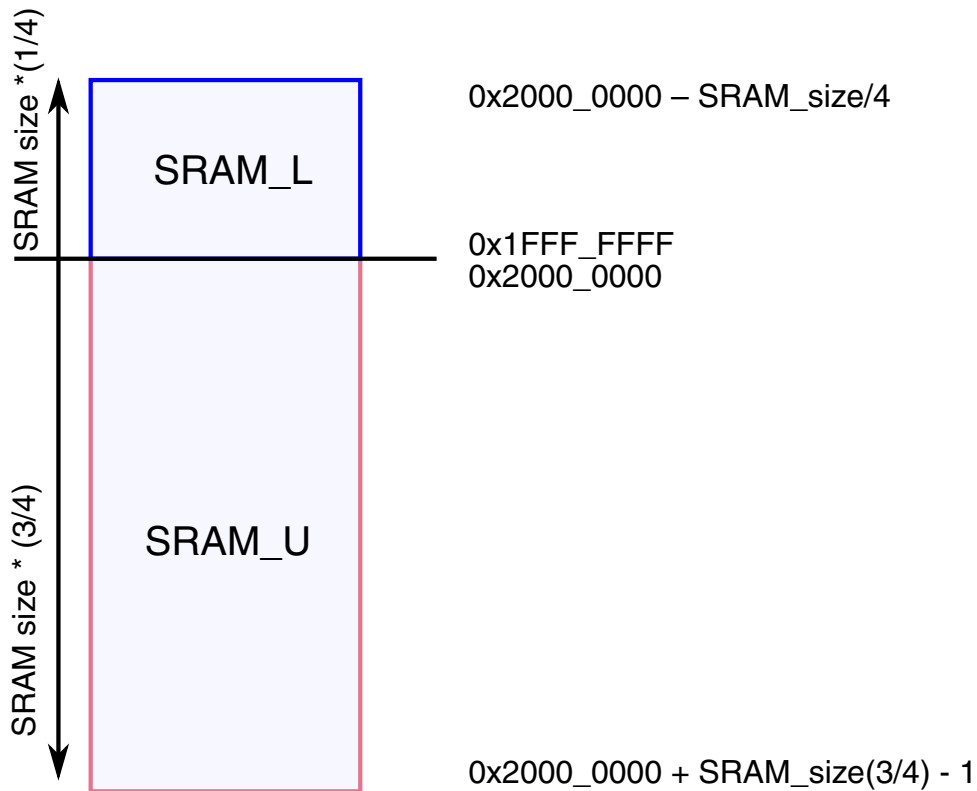 SRAM size *(1/4)
0x2000_0000 – SRAM_size/4
SRAM_L
0x1FFF_FFFF
0x2000_0000
SRAM size * (3/4)
SRAM_U
0x2000_0000 + SRAM_size(3/4) - 1